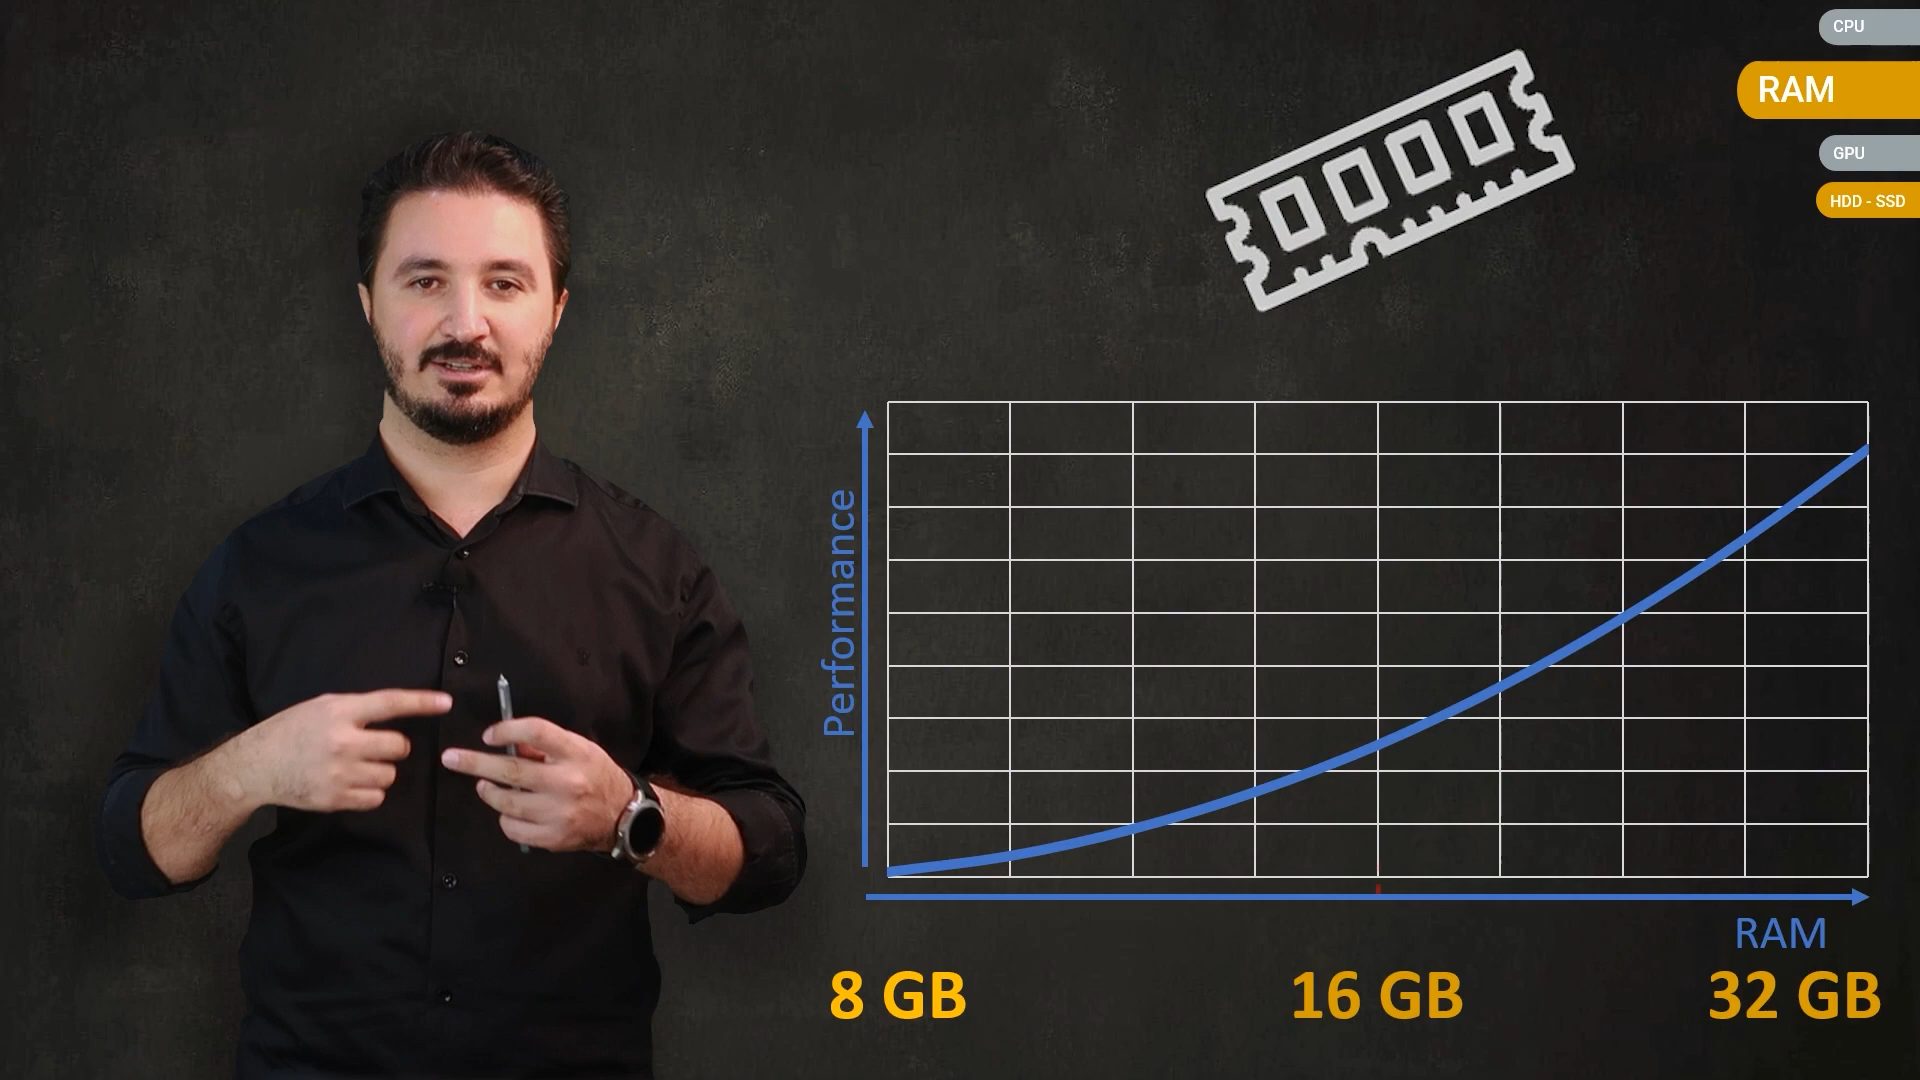 CPU
RAM
GPU
HDD - SSD
Performance
RAM
8 GB
16 GB
32 GB